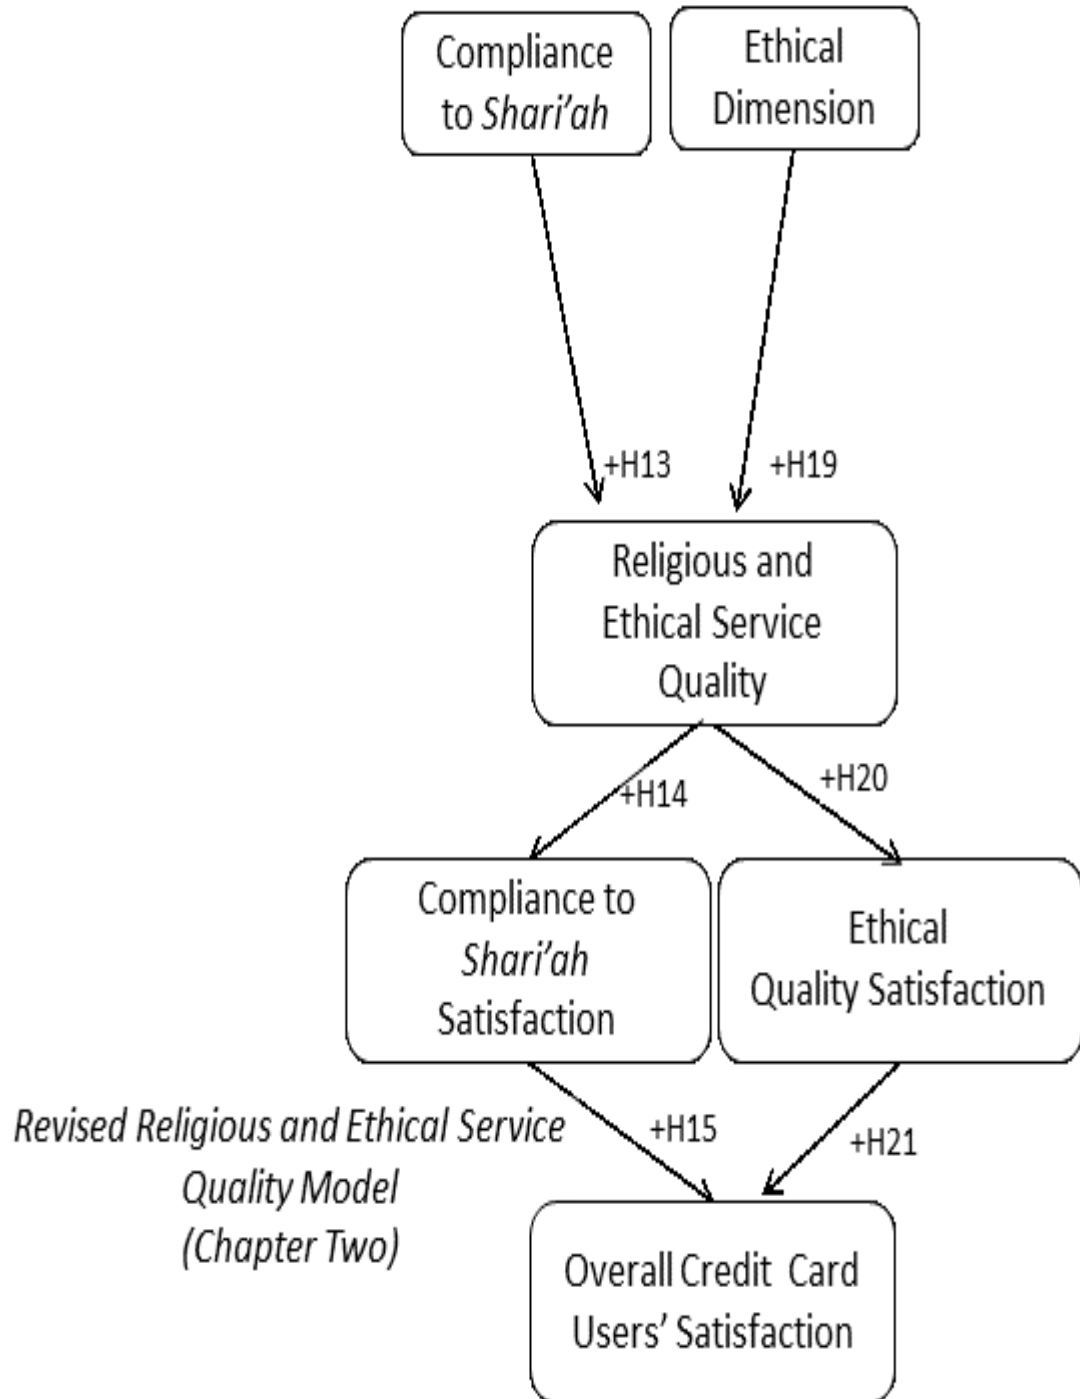 Compliance
to Shari’ah
Ethical
Dimension
+H13
+H19
Religious and
Ethical Service
Quality
+H14
+H20
Compliance to
Shari’ah
Satisfaction
Ethical
Quality Satisfaction
Revised Religious and Ethical Service
Quality Model
(Chapter Two)
+H15
+H21
Overall Credit Card
Users’ Satisfaction